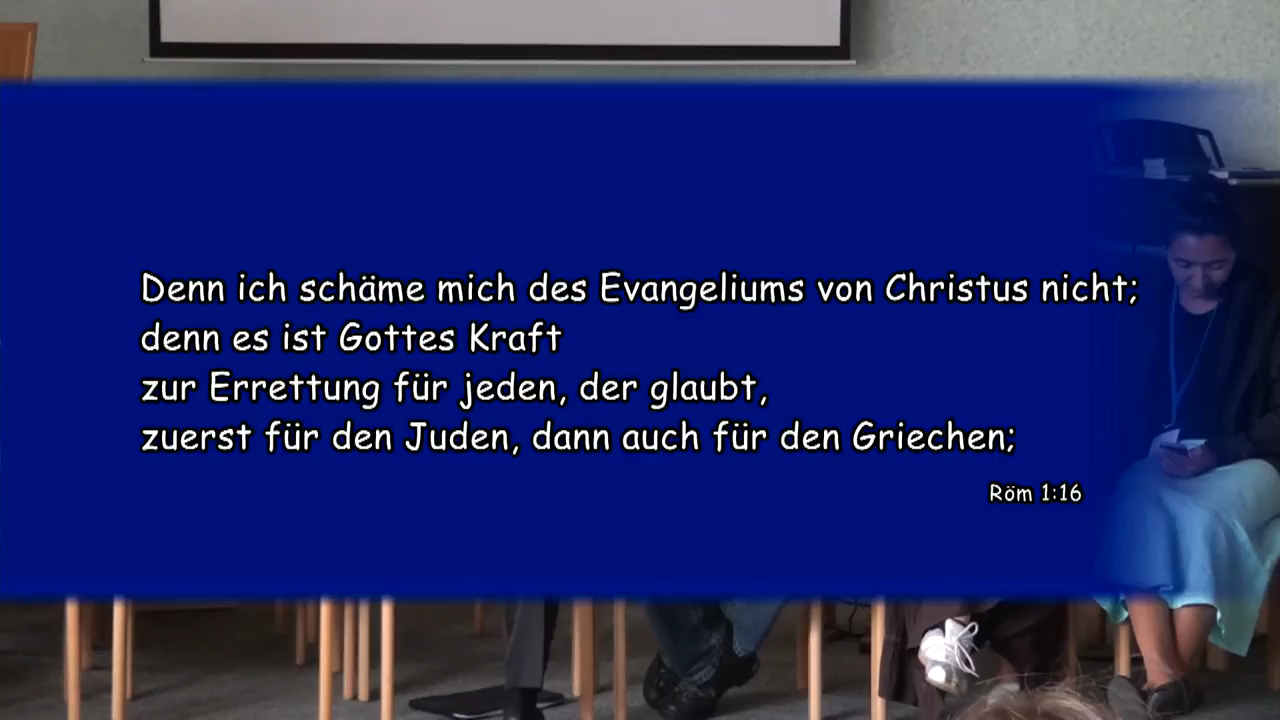 Denn ich schäme mich des Evangeliums von Christus nicht;
denn es ist Gottes Kraft
zur Errettung für jeden, der glaubt,
zuerst für den Juden, dann auch für den Griechen;
Röm 1:16